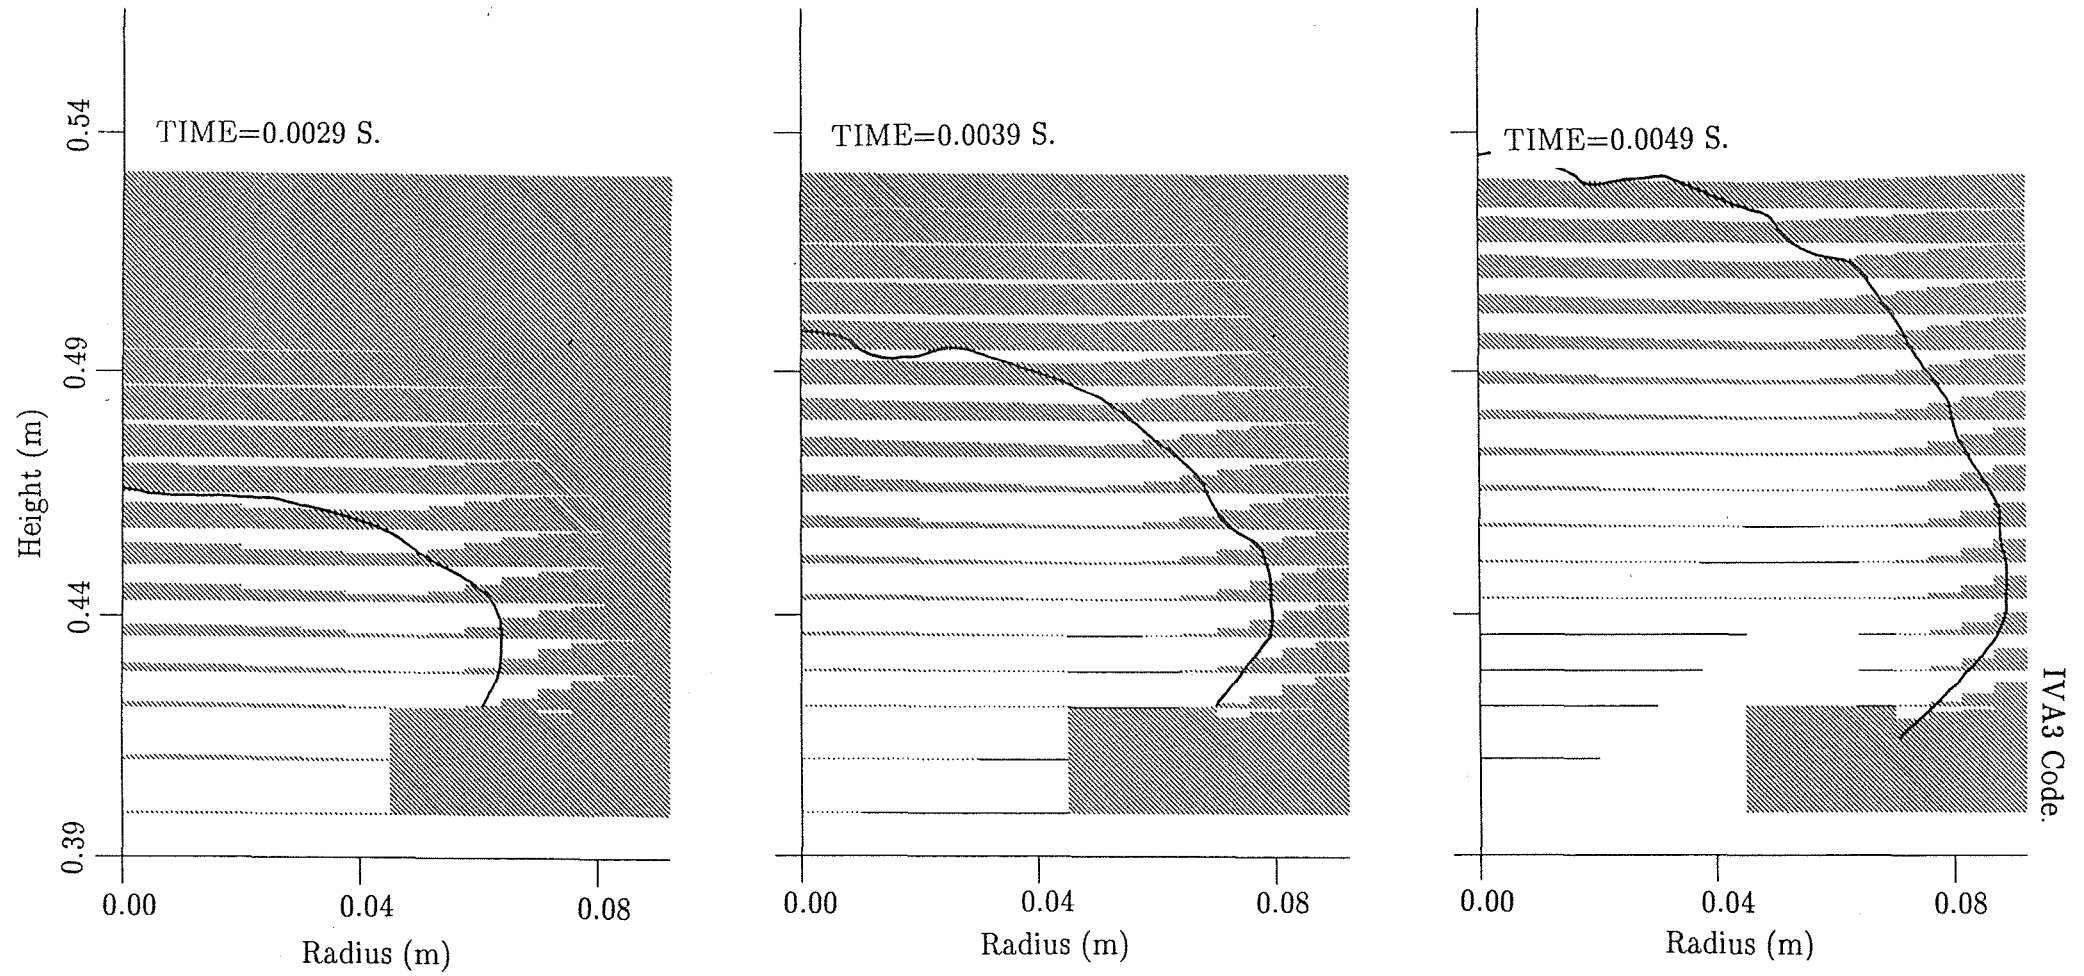 TIME=0.0029 S.
TIME=0.0039 S.
TIME=0.0049 S.
0.54
0.49
0.44
0.39
Height (m)
0.00
0.04
0.08
Radius (m)
0.00
0.04
0.08
Radius (m)
0.00
0.04
0.08
Radius (m)
IVA3 Code.